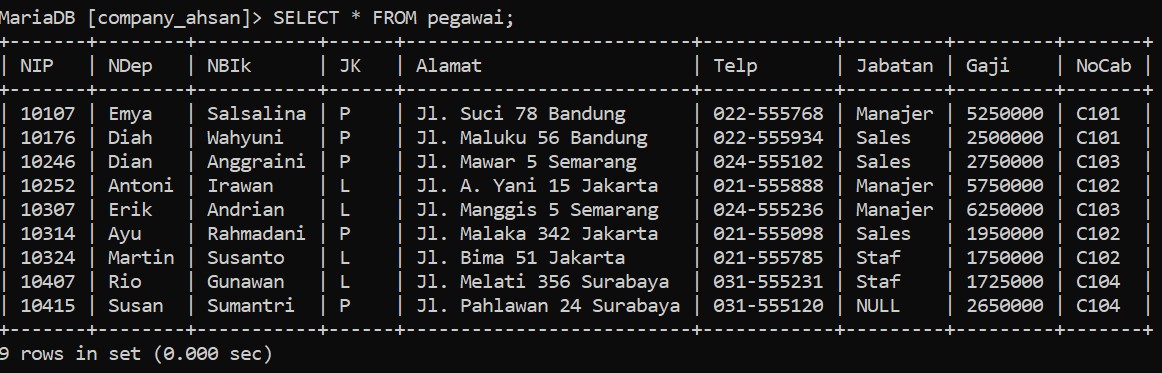 MariaDB [company_ahsan]> SELECT * FROM pegawai;
+-------+--------+-----------+------+---------------------------+------------+---------+---------+-------+
| NIP   | NDep   | NBIk      | JK   | Alamat                    | Telp       | Jabatan | Gaji    | NoCab |
+-------+--------+-----------+------+---------------------------+------------+---------+---------+-------+
| 10107 | Emya   | Salsalina | P    | Jl. Suci 78 Bandung       | 022-555768 | Manajer | 5250000 | C101  |
| 10176 | Diah   | Wahyuni   | P    | Jl. Maluku 56 Bandung     | 022-555934 | Sales   | 2500000 | C101  |
| 10246 | Dian   | Anggraini | P    | Jl. Mawar 5 Semarang      | 024-555102 | Sales   | 2750000 | C103  |
| 10252 | Antoni | Irawan    | L    | Jl. A. Yani 15 Jakarta    | 021-555888 | Manajer | 5750000 | C102  |
| 10307 | Erik   | Andrian   | L    | Jl. Manggis 5 Semarang    | 024-555236 | Manajer | 6250000 | C103  |
| 10314 | Ayu    | Rahmadani | P    | Jl. Malaka 342 Jakarta    | 021-555098 | Sales   | 1950000 | C102  |
| 10324 | Martin | Susanto   | L    | Jl. Bima 51 Jakarta       | 021-555785 | Staf    | 1750000 | C102  |
| 10407 | Rio    | Gunawan   | L    | Jl. Melati 356 Surabaya   | 031-555231 | Staf    | 1725000 | C104  |
| 10415 | Susan  | Sumantri  | P    | Jl. Pahlawan 24 Surabaya  | 031-555120 | NULL    | 2650000 | C104  |
+-------+--------+-----------+------+---------------------------+------------+---------+---------+-------+
9 rows in set (0.000 sec)